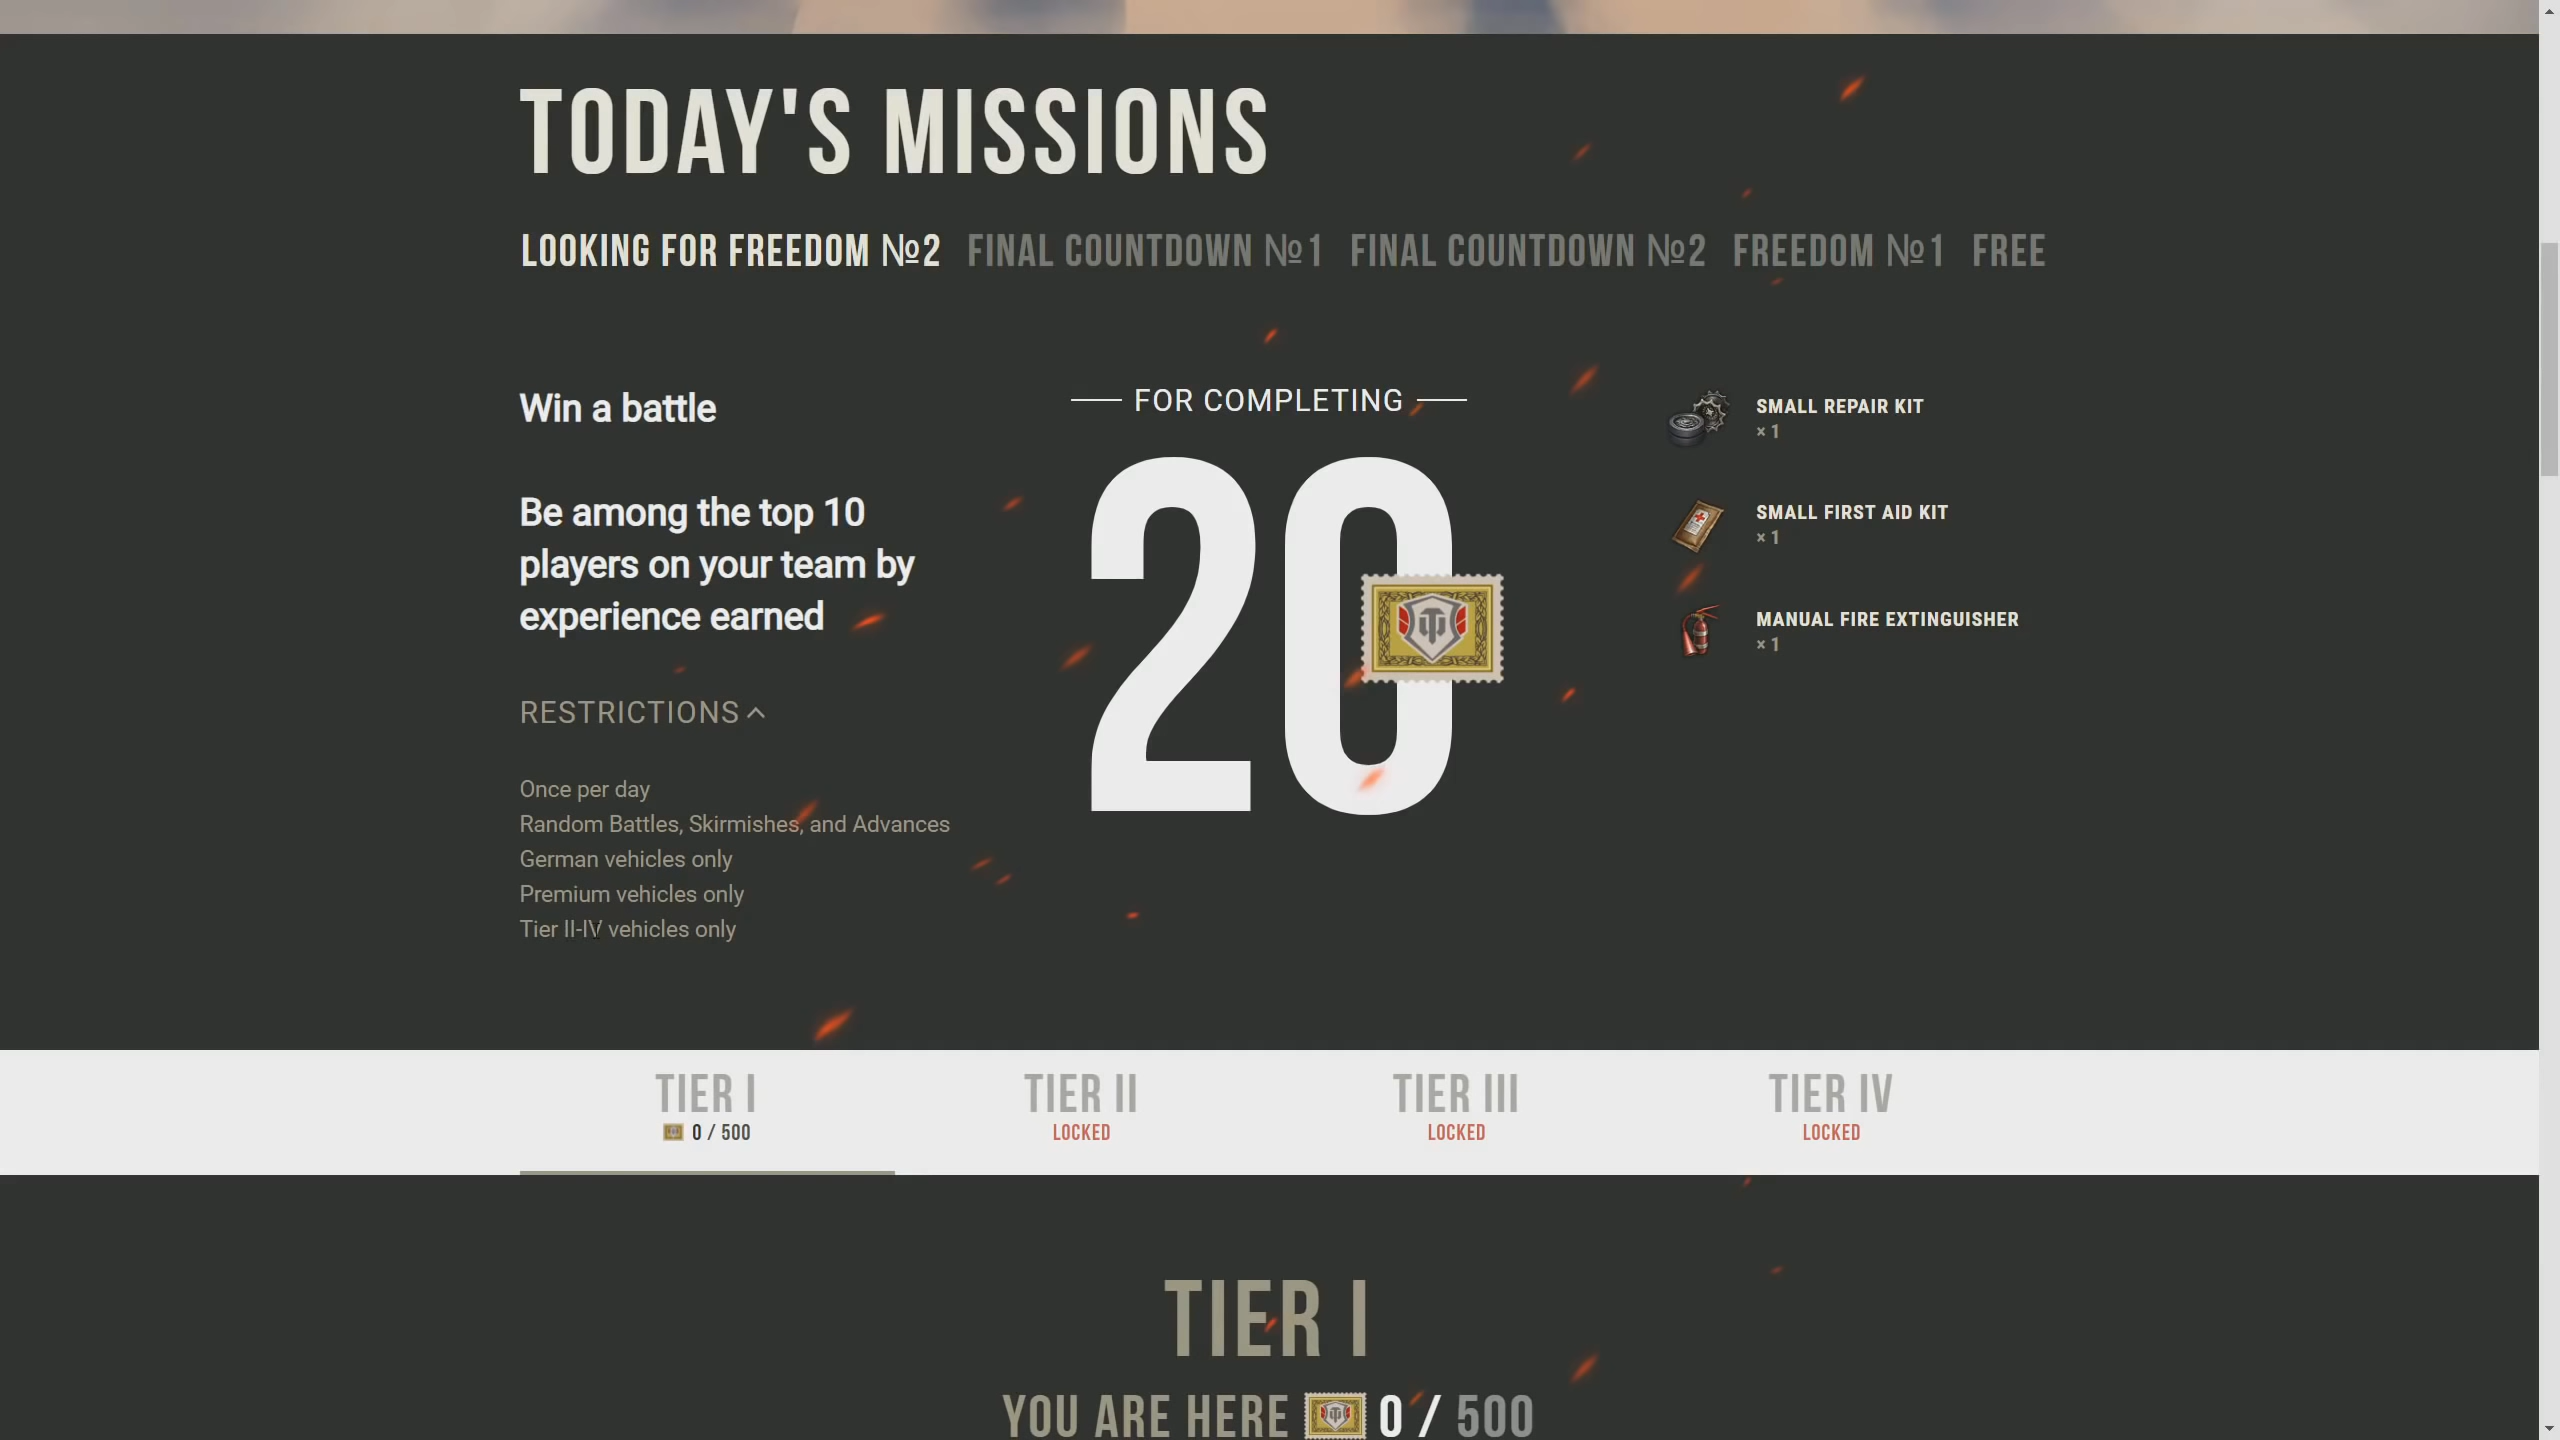 TODAY'S MISSIONS
LOOKING FOR FREEDOM №2 FINAL COUNTDOWN №1 FINAL COUNTDOWN №2 FREEDOM №1 FREE
Win a battle
Be among the top 10
players on your team by
experience earned
RESTRICTIONS
Once per day
Random Battles, Skirmishes, and Advances
German vehicles only
Premium vehicles only
Tier II-IV vehicles only
FOR COMPLETING
20
SMALL REPAIR KIT
× 1
SMALL FIRST AID KIT
× 1
MANUAL FIRE EXTINGUISHER
× 1
TIER I
0 / 500
TIER II
LOCKED
TIER III
LOCKED
TIER IV
LOCKED
TIER I
YOU ARE HERE 0 / 500